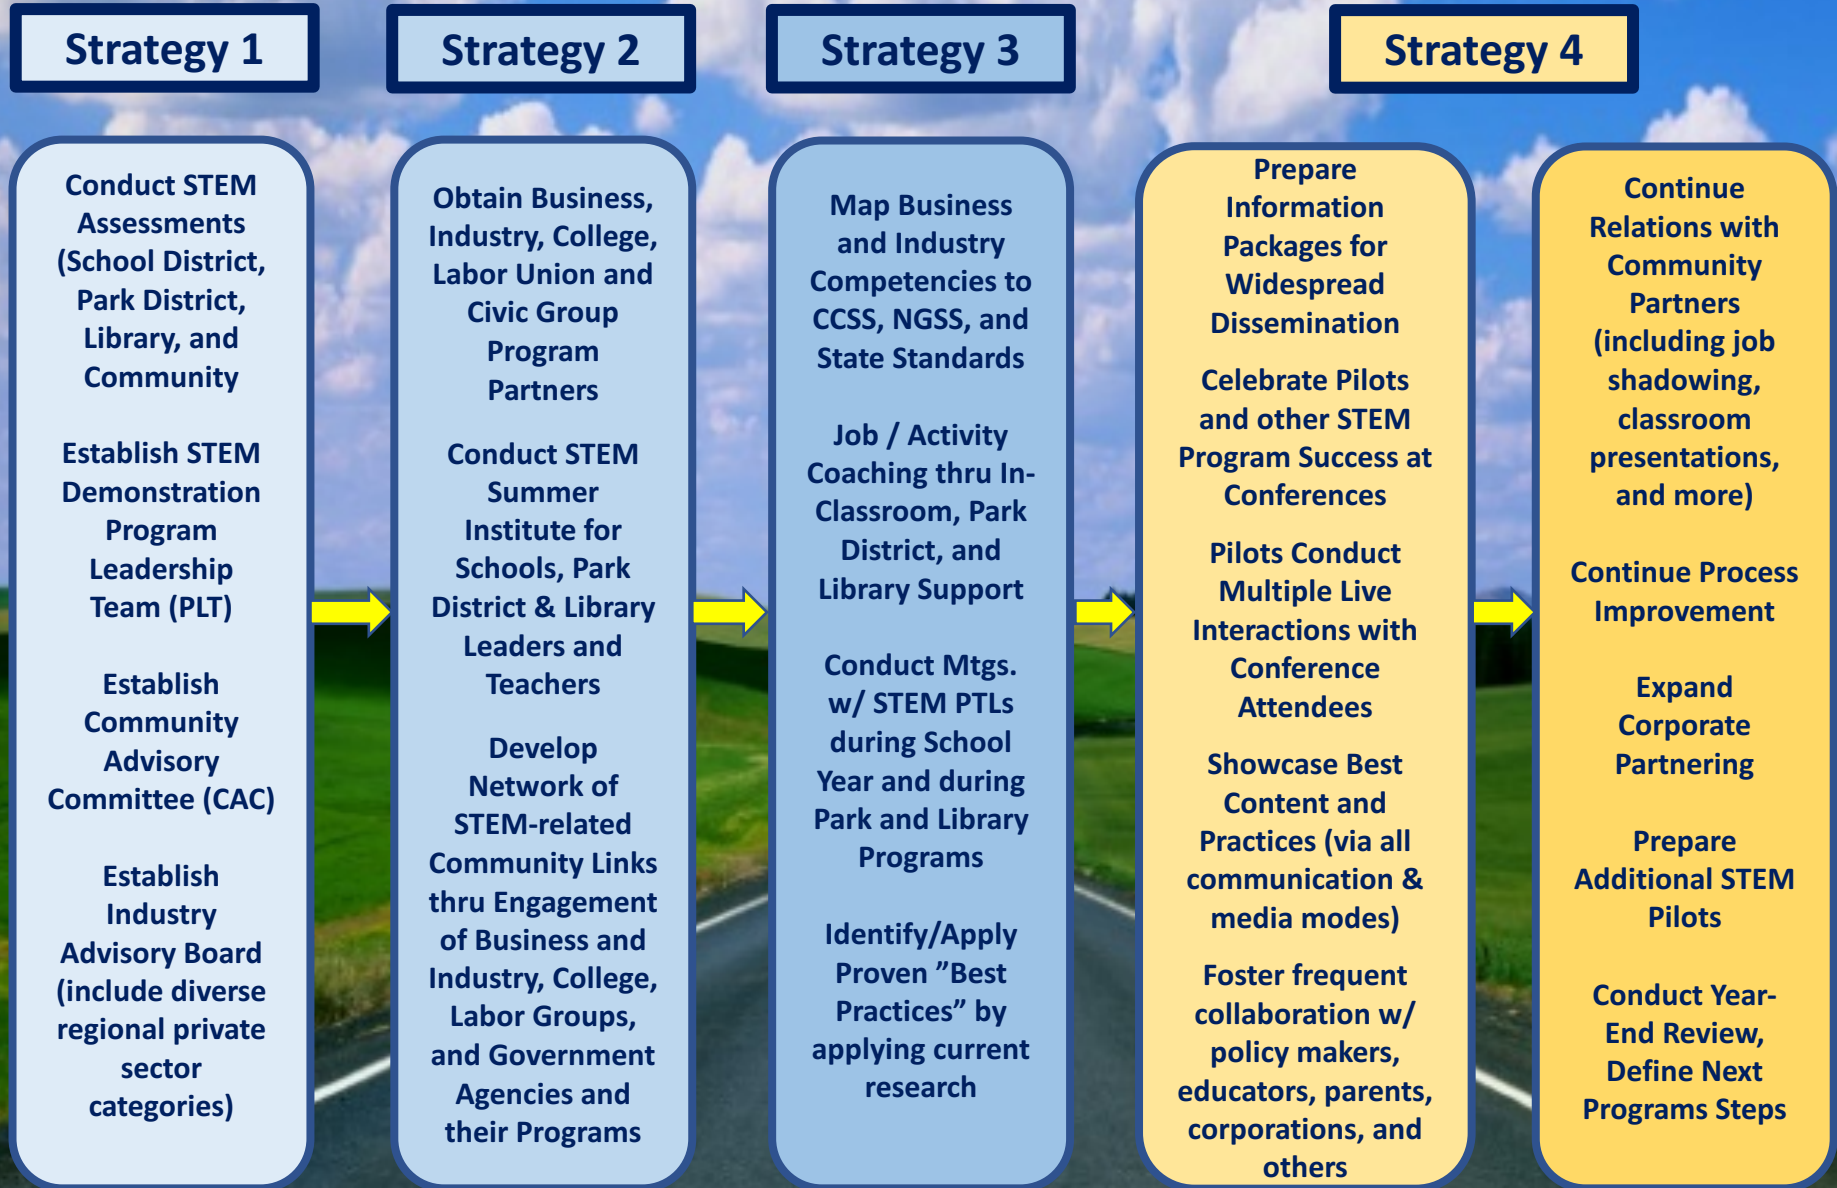 Strategy 1
Strategy 2
Strategy 3
Strategy 4
Conduct STEM
Assessments
(School District,
Park District,
Library, and
Community
Establish STEM
Demonstration
Program
Leadership
Team (PLT)
Establish
Community
Advisory
Committee (CAC)
Establish
Industry
Advisory Board
(include diverse
regional private
sector
categories)
Obtain Business,
Industry, College,
Labor Union and
Civic Group
Program
Partners
Conduct STEM
Summer
Institute for
Schools, Park
District & Library
Leaders and
Teachers
Develop
Network of
STEM-related
Community Links
thru Engagement
of Business and
Industry, College,
Labor Groups,
and Government
Agencies and
their Programs
Map Business
and Industry
Competencies to
CCSS, NGSS, and
State Standards
Job / Activity
Coaching thru In-
Classroom, Park
District, and
Library Support
Conduct Mtgs.
w/ STEM PTLs
during School
Year and during
Park and Library
Programs
Identify/Apply
Proven ”Best
Practices” by
applying current
research
Prepare
Information
Packages for
Widespread
Dissemination
Celebrate Pilots
and other STEM
Program Success at
Conferences
Pilots Conduct
Multiple Live
Interactions with
Conference
Attendees
Showcase Best
Content and
Practices (via all
communication &
media modes)
Foster frequent
collaboration w/
policy makers,
educators, parents,
corporations, and
others
Continue
Relations with
Community
Partners
(including job
shadowing,
classroom
presentations,
and more)
Continue Process
Improvement
Expand
Corporate
Partnering
Prepare
Additional STEM
Pilots
Conduct Year-
End Review,
Define Next
Programs Steps